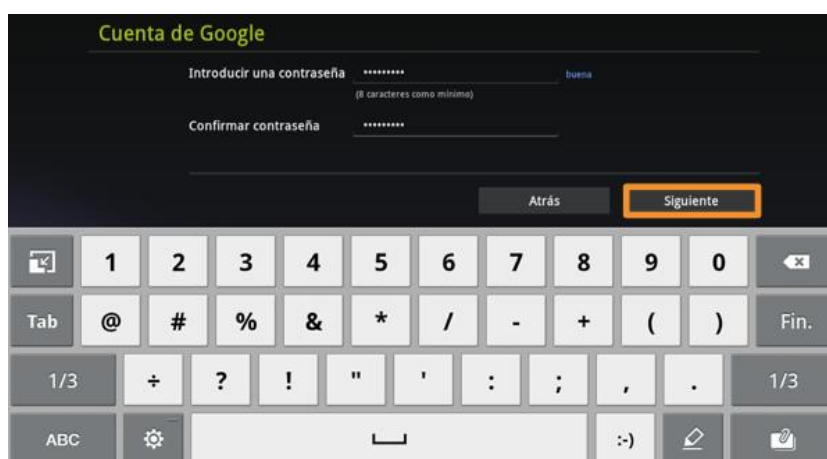 Cuenta de Google
Introducir una contraseña ········· buena
(8 caracteres como mínimo)
Confirmar contraseña ·········
Atrás Siguiente
1 2 3 4 5 6 7 8 9 0
Tab @ # % & * / - + ( ) Fin.
1/3 ÷ ? ! " ' : ; , . 1/3
ABC :-)